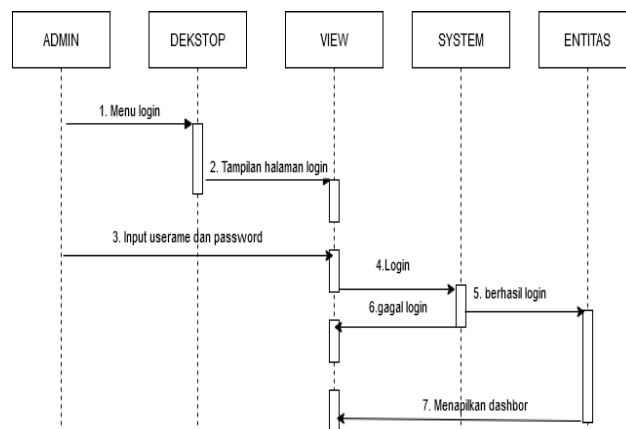 ADMIN
DEKSTOP
VIEW
SYSTEM
ENTITAS
1. Menu login
2. Tampilan halaman login
3. Input userame dan password
4.Login
5. berhasil login
6.gagal login
7. Menapilkan dashbor